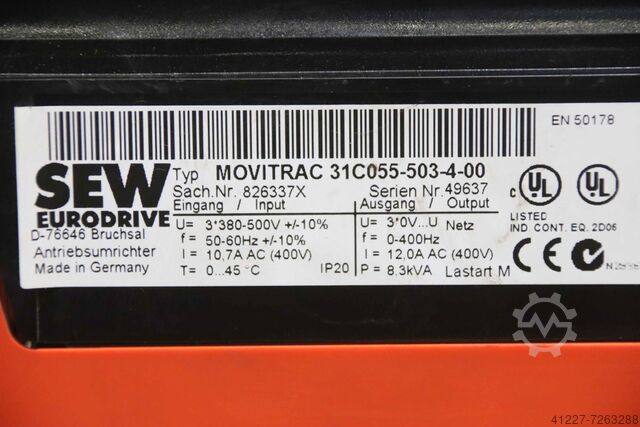 EN 50178
SEW
EURODRIVE
Typ MOVITRAC 31C055-503-4-00
Sach.Nr. 826337X Serien Nr. 49637
Eingang / Input Ausgang / Output
U= 3*380-500V +/-10% U= 3*0V...U Netz
f= 50-60Hz +/-10% f= 0-400Hz
I = 10,7A AC (400V) I = 12,0A AC (400V)
T= 0...45°C IP20 P = 8,3kVA Lastart M
D-76646 Bruchsal
Antriebsumrichter
Made in Germany
c UL UL
LISTED
IND. CONT. EQ. 2D06
CE
41227-7263288